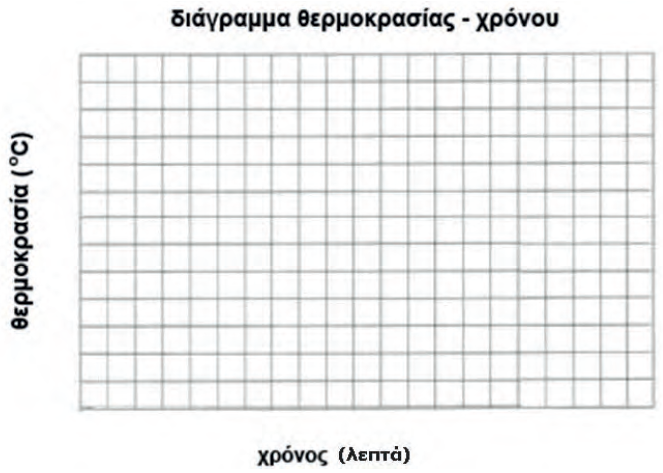 διάγραμμα θερμοκρασίας - χρόνου
θερμοκρασία (°C)
χρόνος (λεπτά)